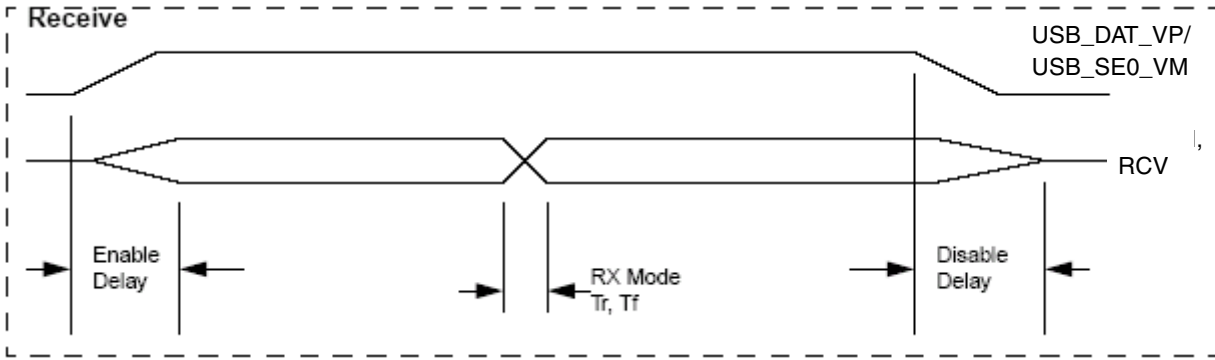 Receive
USB_DAT_VP/
USB_SE0_VM
RCV
Enable
Delay
RX Mode
Tr, Tf
Disable
Delay